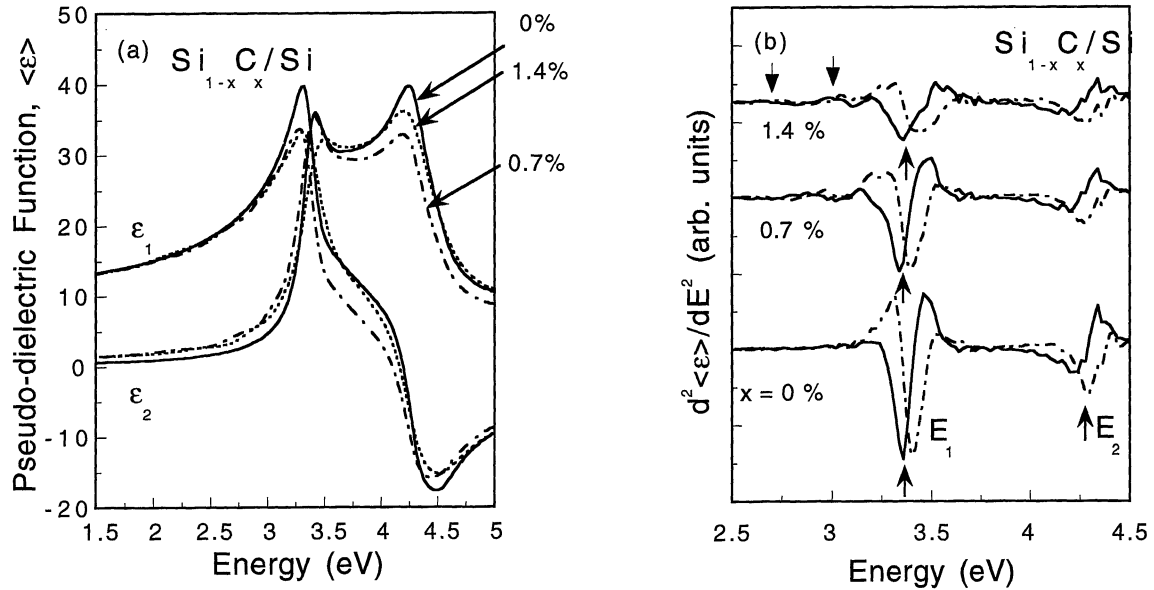 50
40
30
20
10
0
-10
-20
Pseudo-dielectric Function, <ε>
(a)
Si1-xCx/Si
0%
1.4%
0.7%
ε1
ε2
1.5 2 2.5 3 3.5 4 4.5 5
Energy (eV)
(b)
Si1-xCx/Si
d²<ε>/dE² (arb. units)
1.4 %
0.7 %
x = 0 %
E1
E2
2.5 3 3.5 4 4.5
Energy (eV)